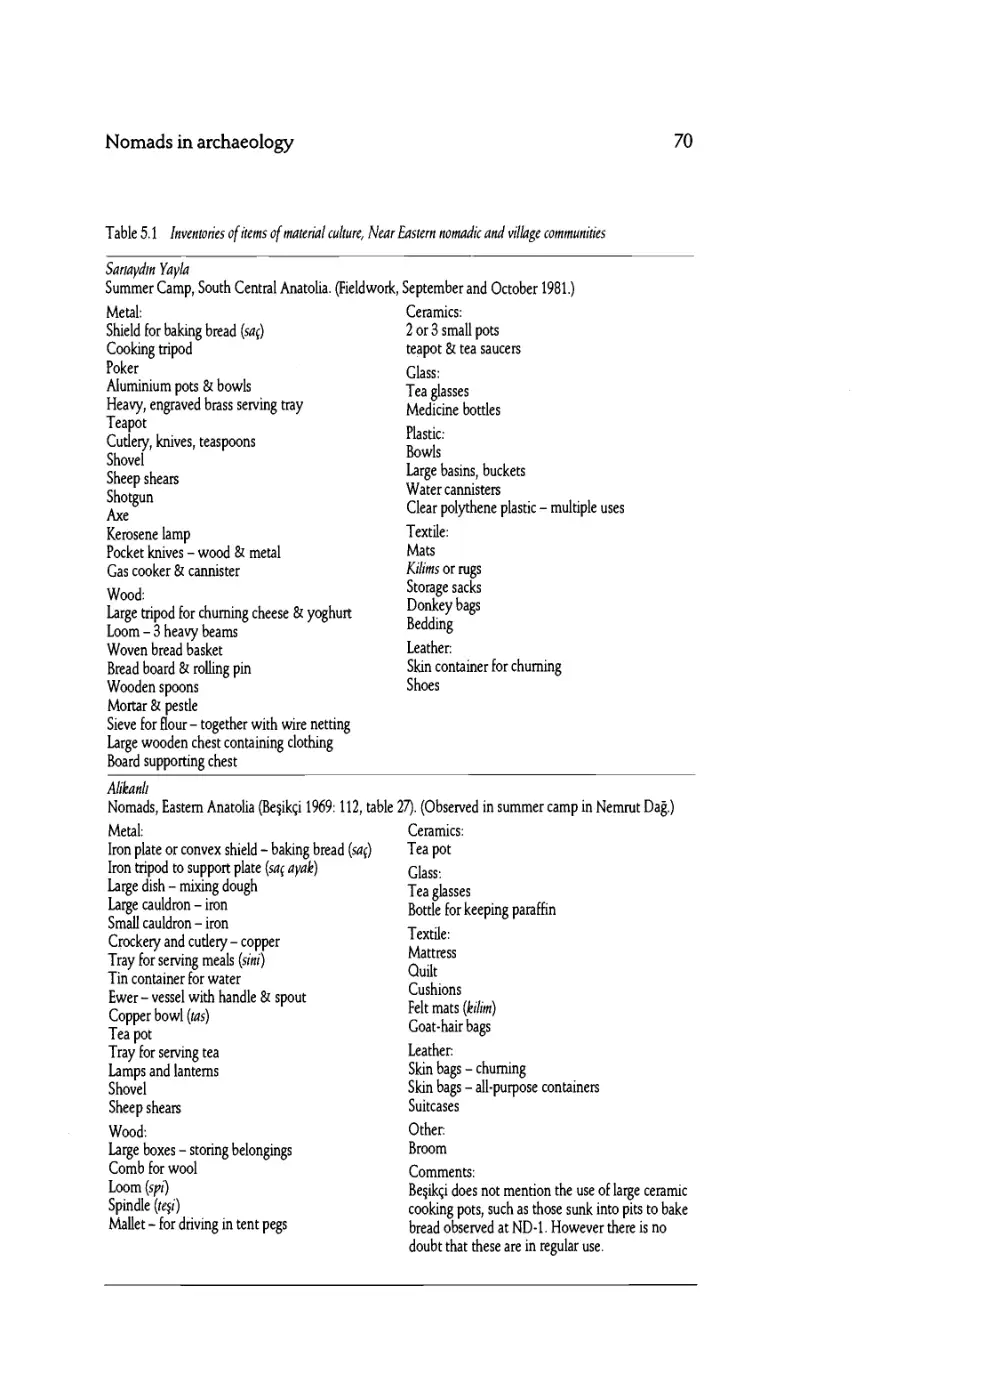 Nomads in archaeology 70
Table 5.1 Inventories of items of material culture, Near Eastern nomadic and village communities
Sarıaydın Yayla
Summer Camp, South Central Anatolia. (Fieldwork, September and October 1981.)
Metal:
Shield for baking bread (saç)
Cooking tripod
Poker
Aluminium pots & bowls
Heavy, engraved brass serving tray
Teapot
Cutlery, knives, teaspoons
Shovel
Sheep shears
Shotgun
Axe
Kerosene lamp
Pocket knives – wood & metal
Gas cooker & cannister
Wood:
Large tripod for churning cheese & yoghurt
Loom – 3 heavy beams
Woven bread basket
Bread board & rolling pin
Wooden spoons
Mortar & pestle
Sieve for flour – together with wire netting
Large wooden chest containing clothing
Board supporting chest
Ceramics:
2 or 3 small pots
teapot & tea saucers
Glass:
Tea glasses
Medicine bottles
Plastic:
Bowls
Large basins, buckets
Water cannisters
Clear polythene plastic – multiple uses
Textile:
Mats
Kilims or rugs
Storage sacks
Donkey bags
Bedding
Leather:
Skin container for churning
Shoes
Alikanlı
Nomads, Eastern Anatolia (Beşikçi 1969: 112, table 27). (Observed in summer camp in Nemrut Dağ.)
Metal:
Iron plate or convex shield – baking bread (saç)
Iron tripod to support plate (saç ayak)
Large dish – mixing dough
Large cauldron – iron
Small cauldron – iron
Crockery and cutlery – copper
Tray for serving meals (sini)
Tin container for water
Ewer – vessel with handle & spout
Copper bowl (tas)
Tea pot
Tray for serving tea
Lamps and lanterns
Shovel
Sheep shears
Wood:
Large boxes – storing belongings
Comb for wool
Loom (spi)
Spindle (teşi)
Mallet – for driving in tent pegs
Ceramics:
Tea pot
Glass:
Tea glasses
Bottle for keeping paraffin
Textile:
Mattress
Quilt
Cushions
Felt mats (kilim)
Goat-hair bags
Leather:
Skin bags – churning
Skin bags – all-purpose containers
Suitcases
Other:
Broom
Comments:
Beşikçi does not mention the use of large ceramic
cooking pots, such as those sunk into pits to bake
bread observed at ND-1. However there is no
doubt that these are in regular use.